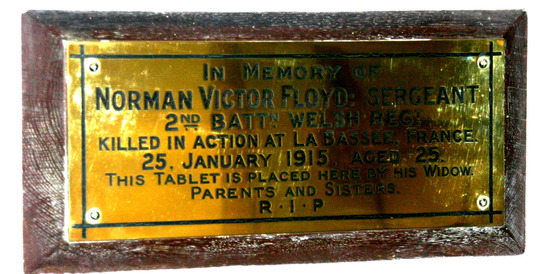 IN MEMORY OF
NORMAN VICTOR FLOYD: SERGEANT
2ND BATTN. WELSH REGT.
KILLED IN ACTION AT LA BASSEE, FRANCE.
25, JANUARY 1915, AGED 25.
THIS TABLET IS PLACED HERE BY HIS WIDOW.
PARENTS AND SISTERS.
R·I·P